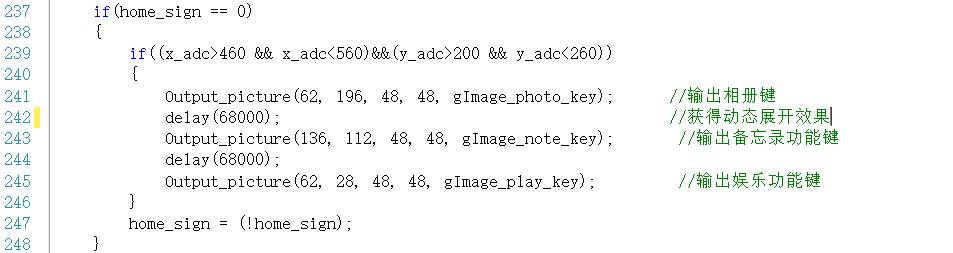 237 if(home_sign == 0)
238 {
239 if((x_adc>460 && x_adc<560)&&(y_adc>200 && y_adc<260))
240 {
241 Output_picture(62, 196, 48, 48, gImage_photo_key); //输出相册键
242 delay(68000); //获得动态展开效果
243 Output_picture(136, 112, 48, 48, gImage_note_key); //输出备忘录功能键
244 delay(68000);
245 Output_picture(62, 28, 48, 48, gImage_play_key); //输出娱乐功能键
246 }
247 home_sign = (!home_sign);
248 }